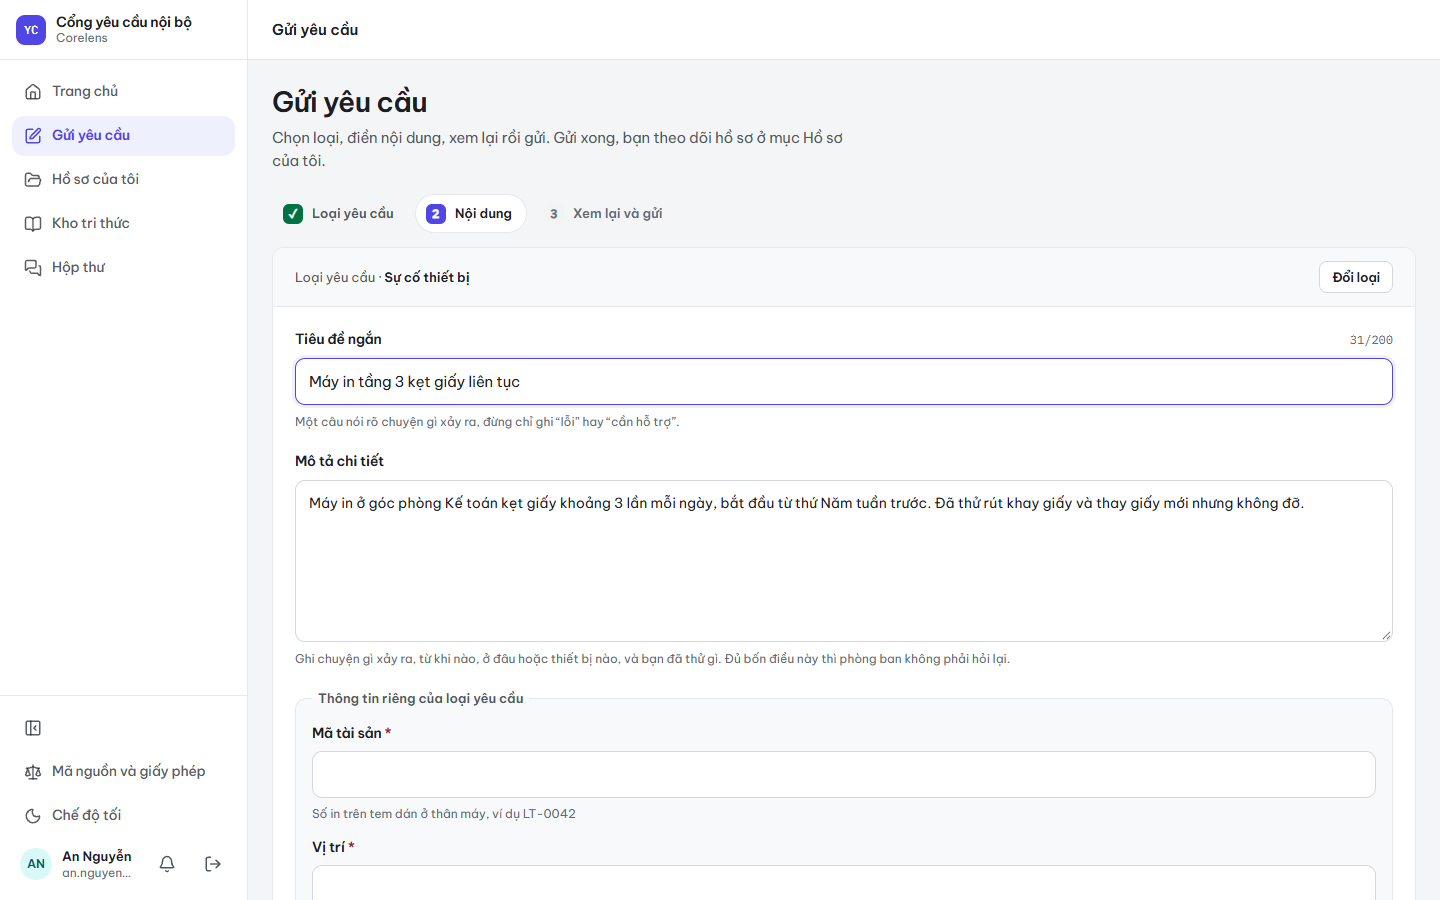 YC
Cổng yêu cầu nội bộ
Corelens
Gửi yêu cầu
Trang chủ
Gửi yêu cầu
Hồ sơ của tôi
Kho tri thức
Hộp thư
Gửi yêu cầu
Chọn loại, điền nội dung, xem lại rồi gửi. Gửi xong, bạn theo dõi hồ sơ ở mục Hồ sơ
của tôi.
Loại yêu cầu
2 Nội dung
3 Xem lại và gửi
Loại yêu cầu · Sự cố thiết bị
Đổi loại
Tiêu đề ngắn
31/200
Máy in tầng 3 kẹt giấy liên tục
Một câu nói rõ chuyện gì xảy ra, đừng chỉ ghi “lỗi” hay “cần hỗ trợ”.
Mô tả chi tiết
Máy in ở góc phòng Kế toán kẹt giấy khoảng 3 lần mỗi ngày, bắt đầu từ thứ Năm tuần trước. Đã thử rút khay giấy và thay giấy mới nhưng không đỡ.
Ghi chuyện gì xảy ra, từ khi nào, ở đâu hoặc thiết bị nào, và bạn đã thử gì. Đủ bốn điều này thì phòng ban không phải hỏi lại.
Thông tin riêng của loại yêu cầu
Mã tài sản *
Số in trên tem dán ở thân máy, ví dụ LT-0042
Vị trí *
Mã nguồn và giấy phép
Chế độ tối
AN
An Nguyễn
an.nguyen...